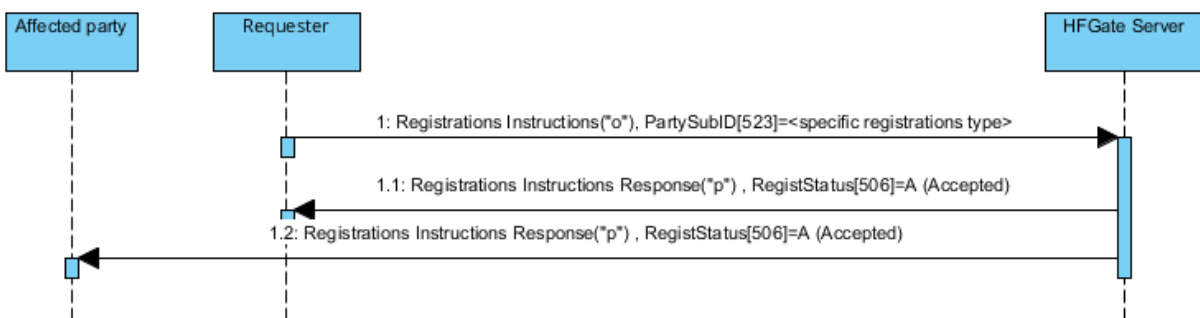 Affected party
Requester
HFGate Server
1: Registrations Instructions("o"), PartySubID[523]=<specific registrations type>
1.1: Registrations Instructions Response("p") , RegistStatus[506]=A (Accepted)
1.2: Registrations Instructions Response("p") , RegistStatus[506]=A (Accepted)